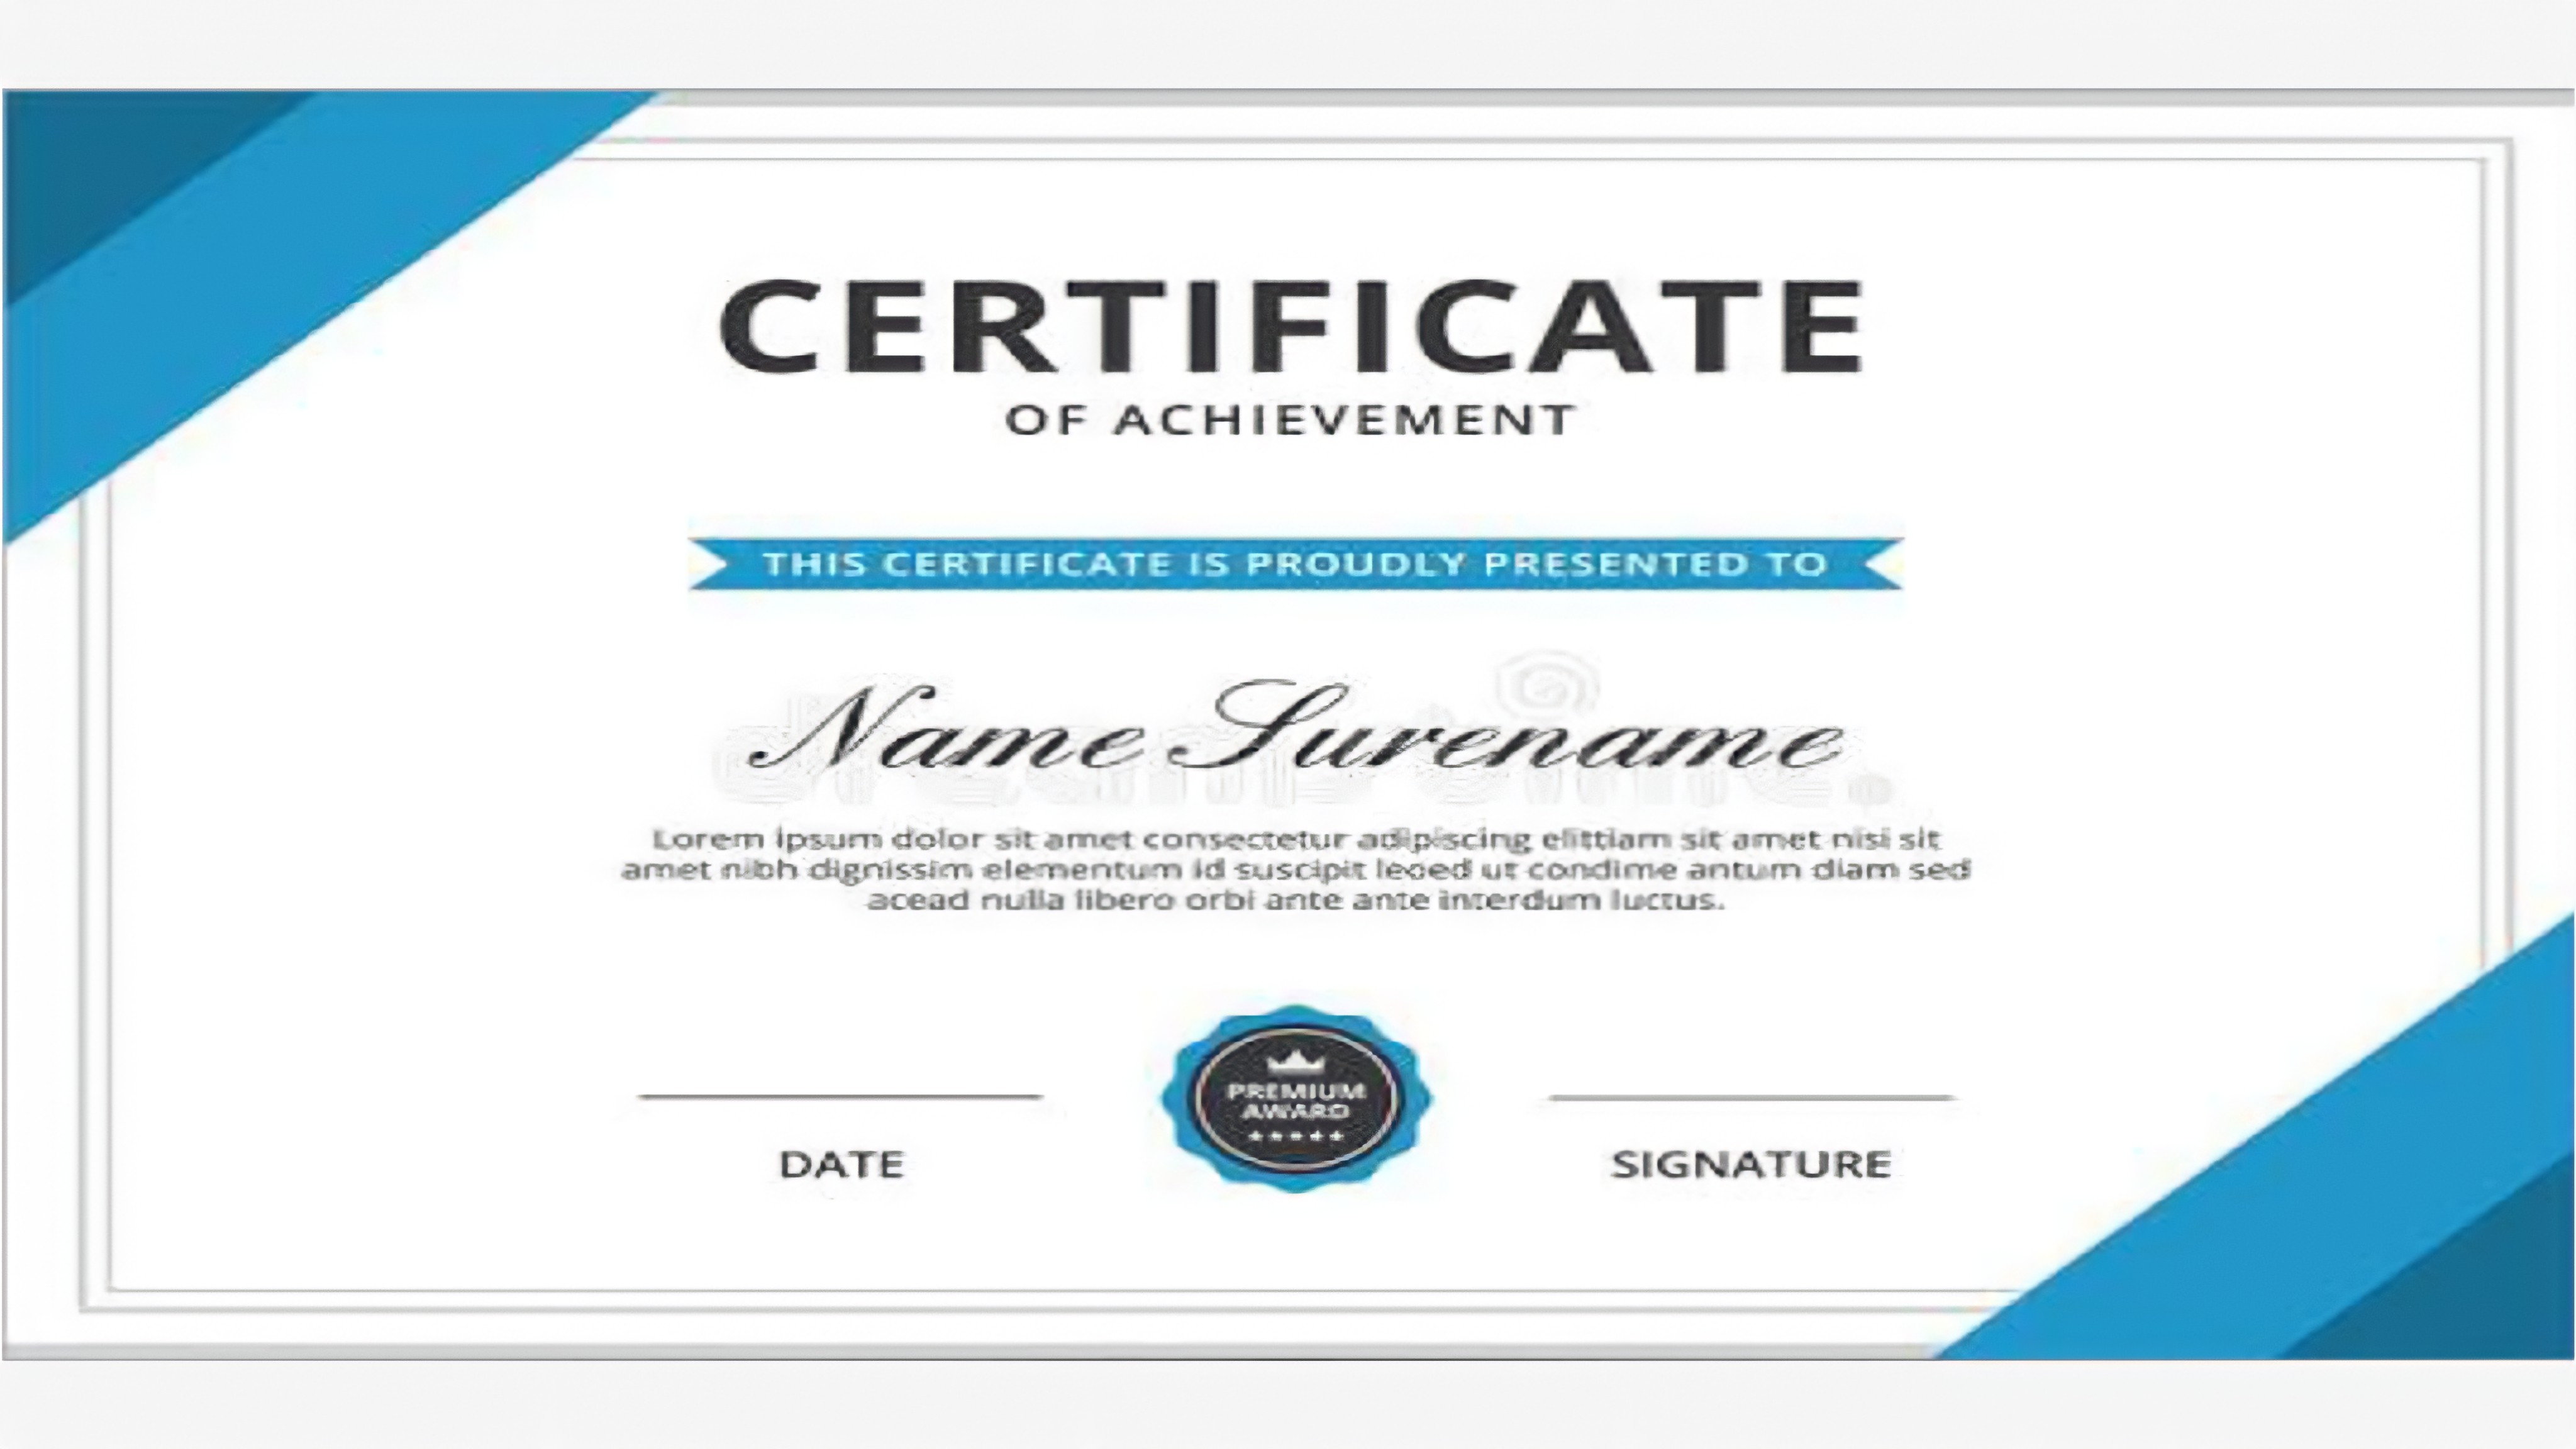 CERTIFICATE
OF ACHIEVEMENT
THIS CERTIFICATE IS PROUDLY PRESENTED TO
Name Surename
dreamstime.
Lorem ipsum dolor sit amet consectetur adipiscing elittiam sit amet nisi sit
amet nibh dignissim elementum id suscipit leoed ut condime antum diam sed
acead nulla libero orbi ante ante interdum luctus.
PREMIUM
AWARD
DATE
SIGNATURE